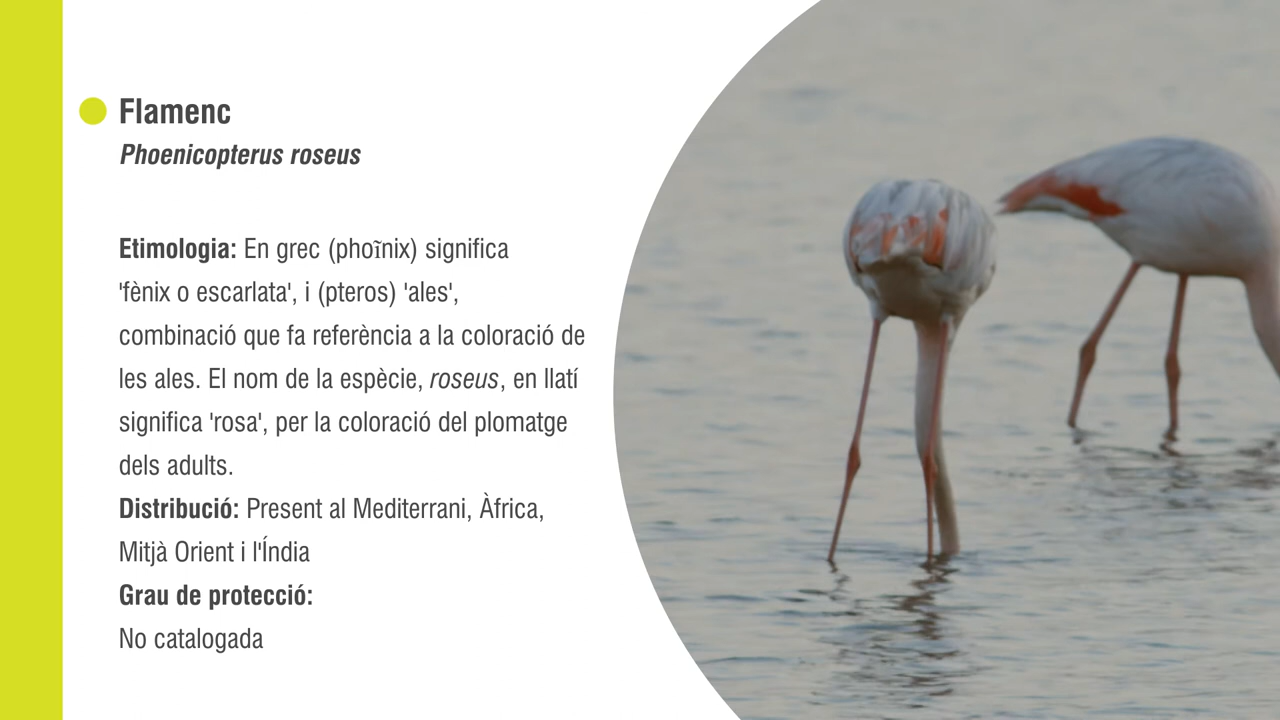 Flamenc
Phoenicopterus roseus
Etimologia: En grec (phoĩnix) significa
'fènix o escarlata', i (pteros) 'ales',
combinació que fa referència a la coloració de
les ales. El nom de la espècie, roseus, en llatí
significa 'rosa', per la coloració del plomatge
dels adults.
Distribució: Present al Mediterrani, Àfrica,
Mitjà Orient i l'Índia
Grau de protecció:
No catalogada